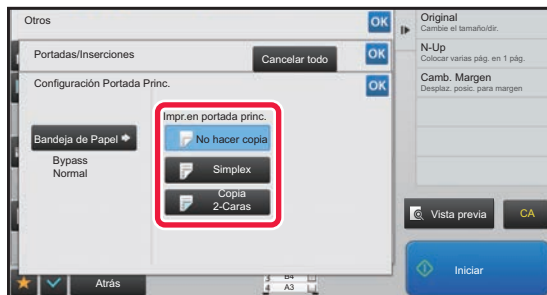 Otros
OK
Portadas/Inserciones
Cancelar todo
OK
Configuración Portada Princ.
OK
Impr.en portada princ.
Bandeja de Papel
Bypass
Normal
No hacer copia
Simplex
Copia
2-Caras
Atrás
3 B4
4 A3
Original
Cambie el tamaño/dir.
N-Up
Colocar varias pág. en 1 pág.
Camb. Margen
Desplaz. posic. para margen
Vista previa
CA
Iniciar